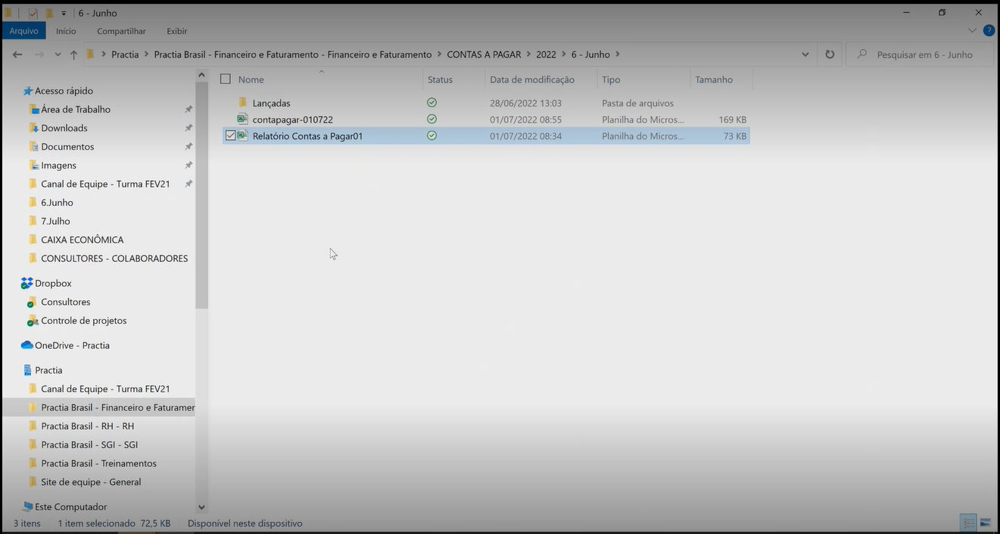 6 - Junho
Arquivo Início Compartilhar Exibir
?
Practia Practia Brasil - Financeiro e Faturamento - Financeiro e Faturamento CONTAS A PAGAR 2022 6 - Junho
Pesquisar em 6 - Junho
Nome Status Data de modificação Tipo Tamanho
Lançadas 28/06/2022 13:03 Pasta de arquivos
contapagar-010722 01/07/2022 08:55 Planilha do Micros... 169 KB
Relatório Contas a Pagar01 01/07/2022 08:34 Planilha do Micros... 73 KB
Acesso rápido
Área de Trabalho
Downloads
Documentos
Imagens
Canal de Equipe - Turma FEV21
6.Junho
7.Julho
CAIXA ECONÔMICA
CONSULTORES - COLABORADORES
Dropbox
Consultores
Controle de projetos
OneDrive - Practia
Practia
Canal de Equipe - Turma FEV21
Practia Brasil - Financeiro e Faturamer
Practia Brasil - RH - RH
Practia Brasil - SGI - SGI
Practia Brasil - Treinamentos
Site de equipe - General
Este Computador
3 itens 1 item selecionado 72,5 KB Disponível neste dispositivo